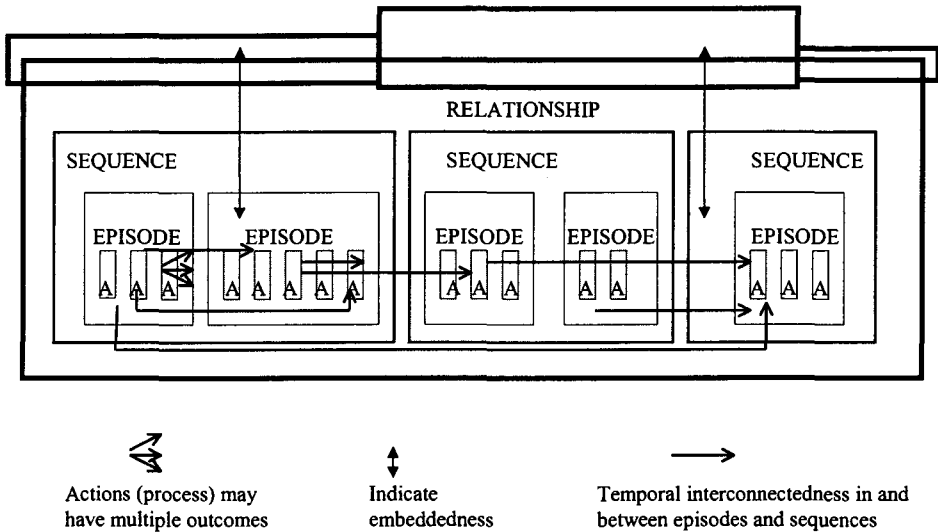 RELATIONSHIP
SEQUENCE
SEQUENCE
SEQUENCE
EPISODE
EPISODE
EPISODE
EPISODE
EPISODE
A A A
A A A A A
A A A
A A
A A A
Actions (process) may
have multiple outcomes
Indicate
embeddedness
Temporal interconnectedness in and
between episodes and sequences